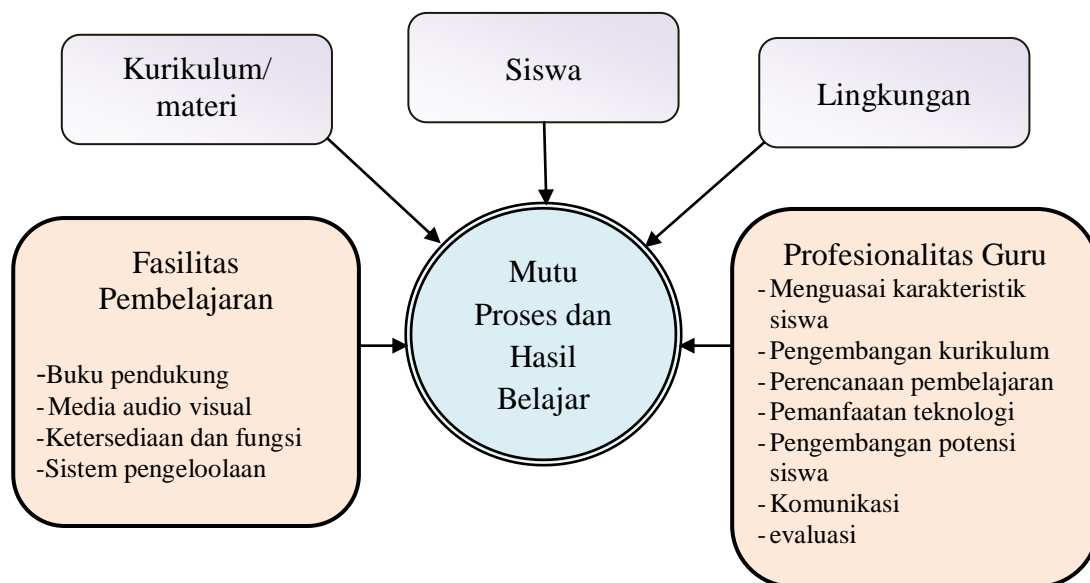 Kurikulum/
materi
Siswa
Lingkungan
Fasilitas
Pembelajaran
-Buku pendukung
-Media audio visual
-Ketersediaan dan fungsi
-Sistem pengeloolaan
Mutu
Proses dan
Hasil
Belajar
Profesionalitas Guru
-Menguasai karakteristik
siswa
-Pengembangan kurikulum
-Perencanaan pembelajaran
-Pemanfaatan teknologi
-Pengembangan potensi
siswa
-Komunikasi
-evaluasi